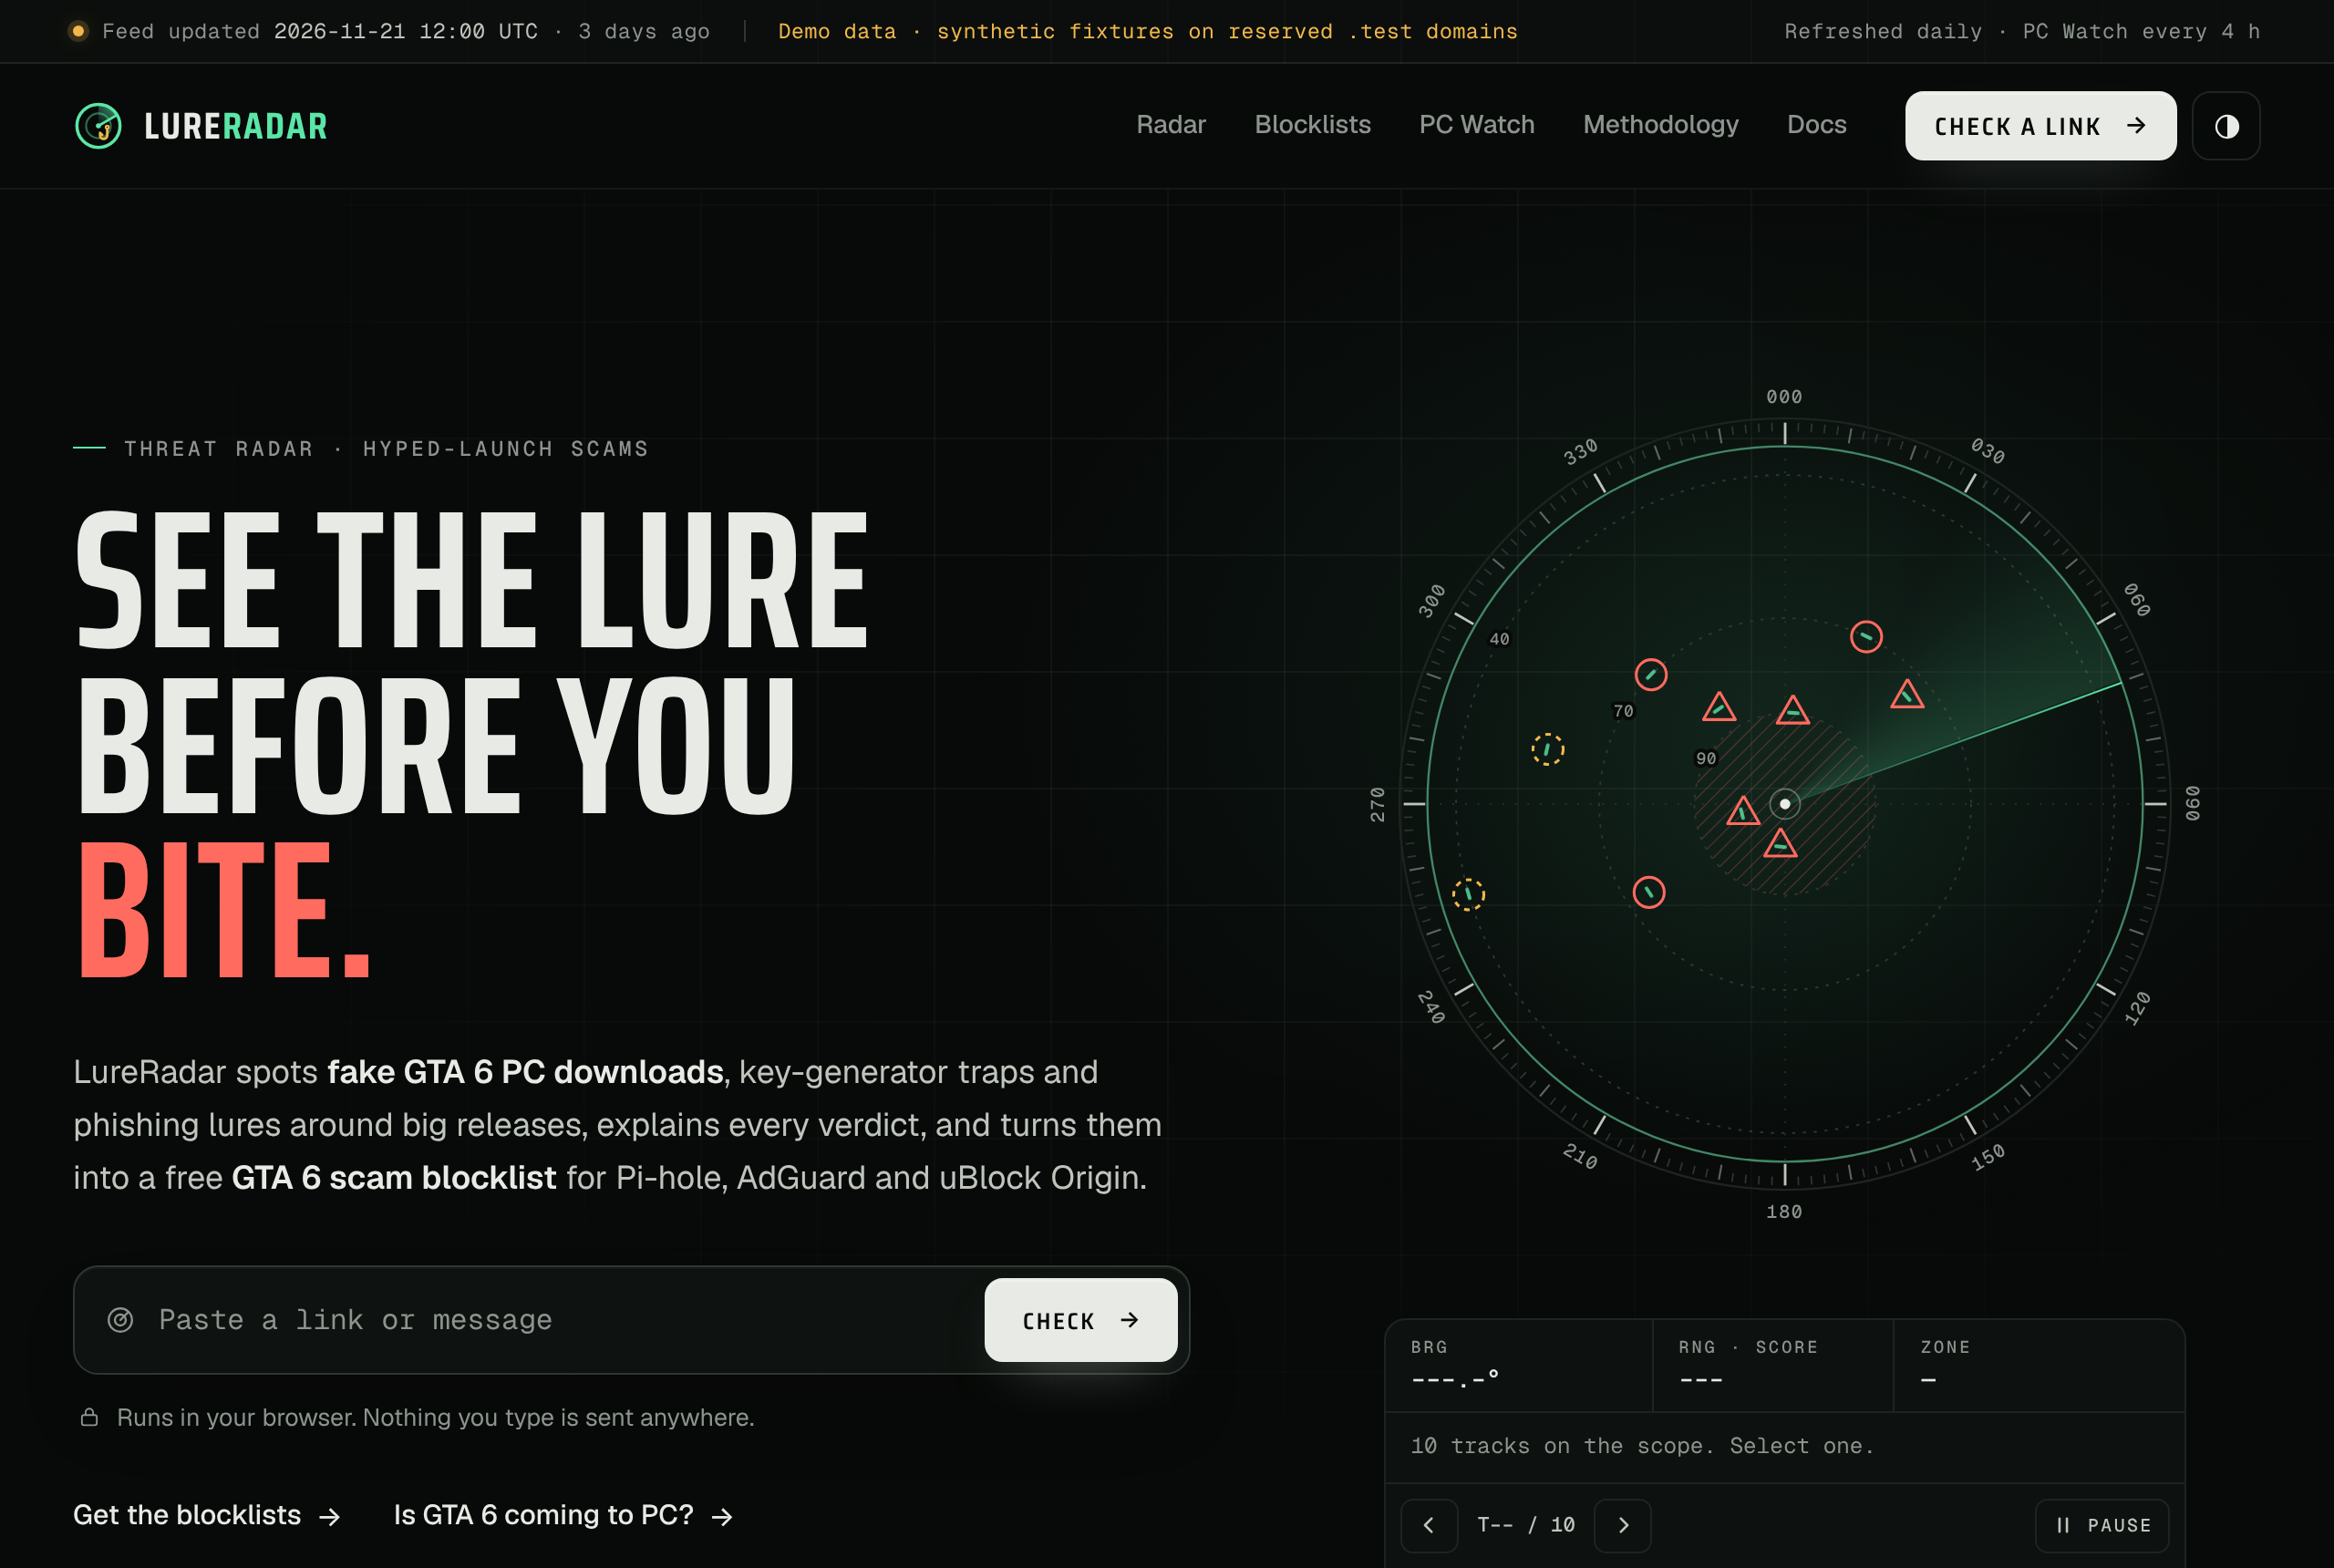 Feed updated 2026-11-21 12:00 UTC · 3 days ago
Demo data · synthetic fixtures on reserved .test domains
Refreshed daily · PC Watch every 4 h
LURERADAR
Radar
Blocklists
PC Watch
Methodology
Docs
CHECK A LINK →
THREAT RADAR · HYPED-LAUNCH SCAMS
SEE THE LURE
BEFORE YOU
BITE.
LureRadar spots fake GTA 6 PC downloads, key-generator traps and
phishing lures around big releases, explains every verdict, and turns them
into a free GTA 6 scam blocklist for Pi-hole, AdGuard and uBlock Origin.
Paste a link or message
CHECK →
Runs in your browser. Nothing you type is sent anywhere.
Get the blocklists →
Is GTA 6 coming to PC? →
000
030
060
090
120
150
180
210
240
270
300
330
40
70
90
BRG
---.-°
RNG · SCORE
---
ZONE
—
10 tracks on the scope. Select one.
T-- / 10
PAUSE